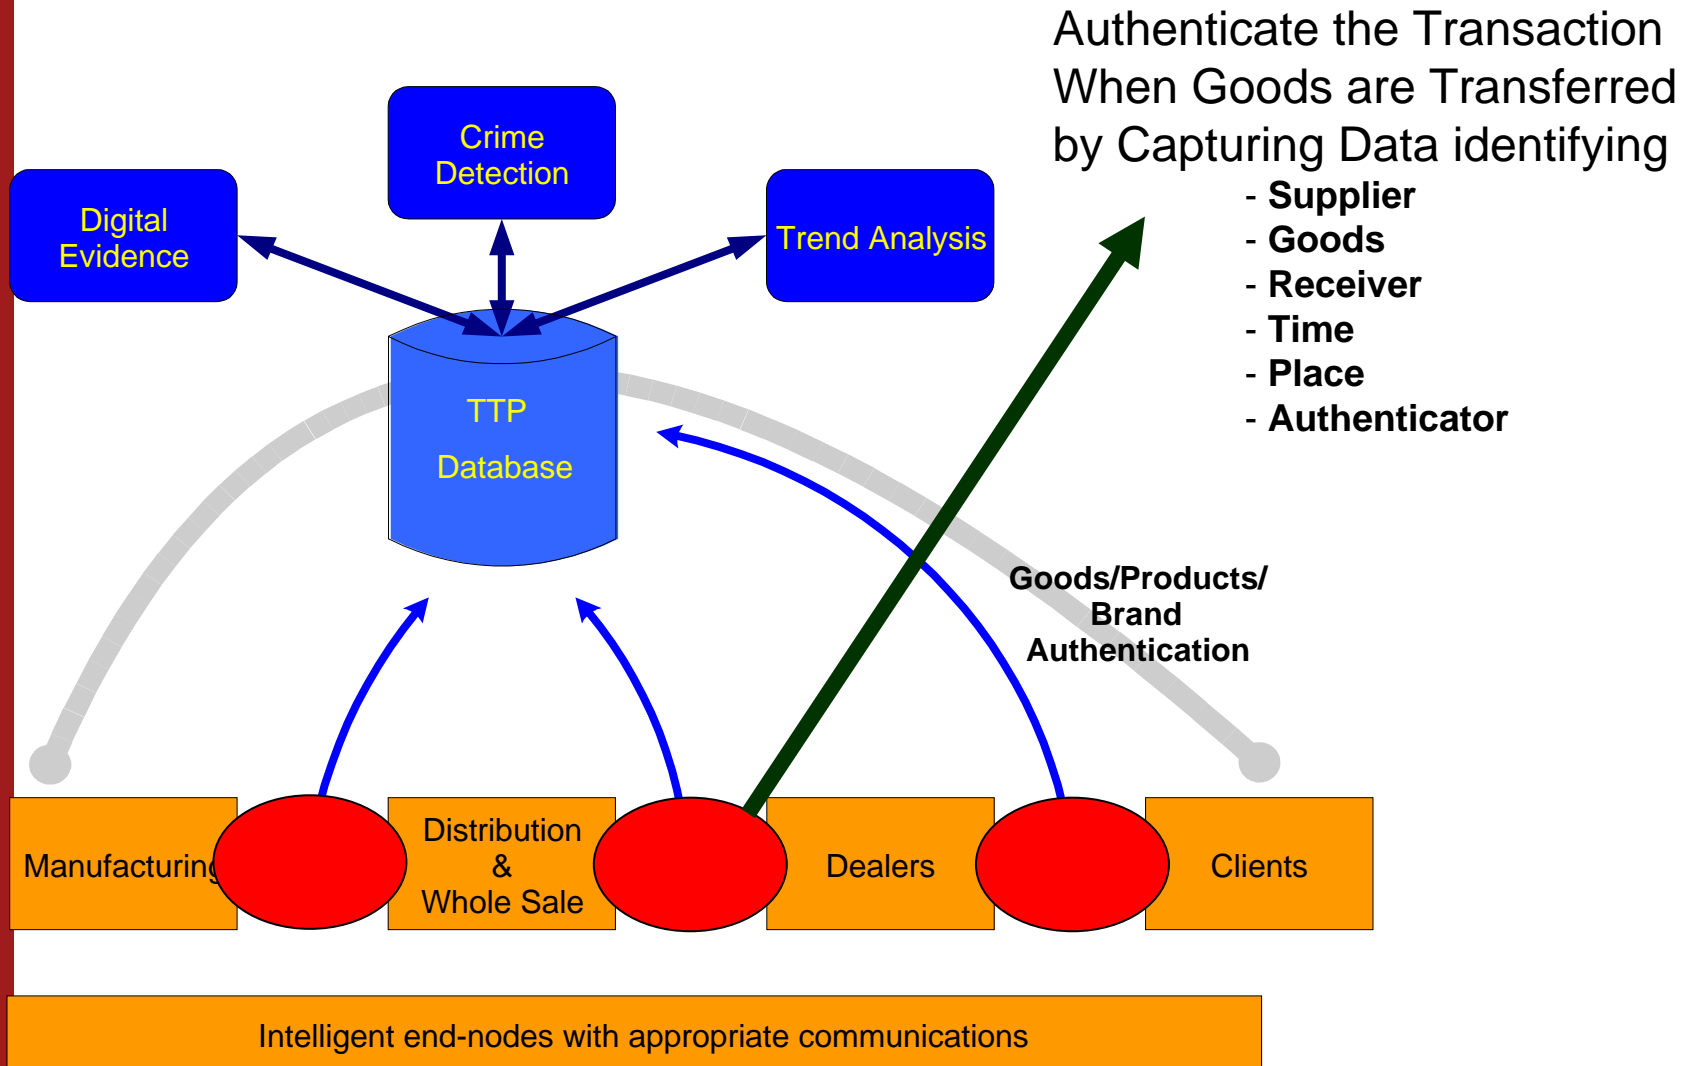 Authenticate the Transaction
When Goods are Transferred
by Capturing Data identifying
- Supplier
- Goods
- Receiver
- Time
- Place
- Authenticator
Crime
Detection
Digital
Evidence
Trend Analysis
TTP
Database
Goods/Products/
Brand
Authentication
Manufacturing
Distribution
&
Whole Sale
Dealers
Clients
Intelligent end-nodes with appropriate communications